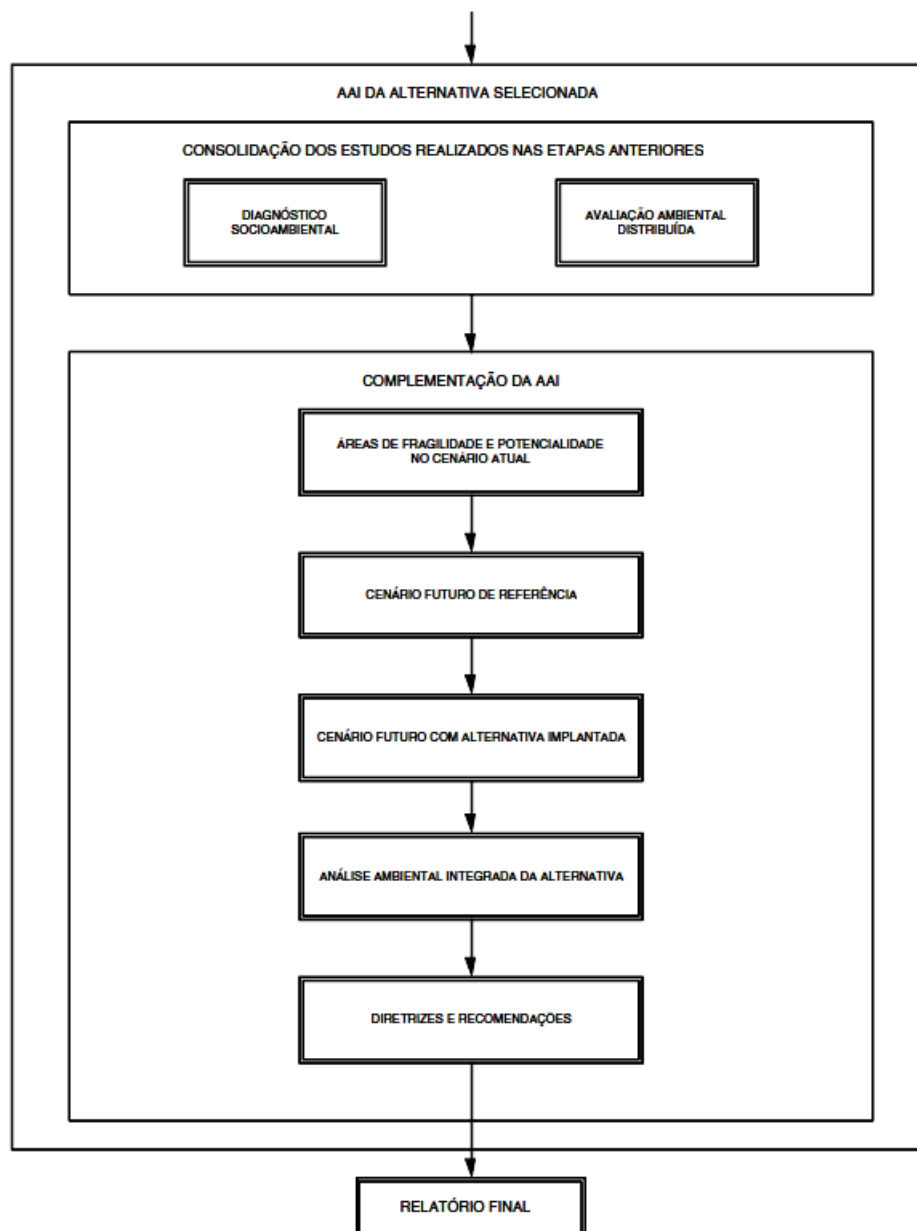 AAI DA ALTERNATIVA SELECIONADA
CONSOLIDAÇÃO DOS ESTUDOS REALIZADOS NAS ETAPAS ANTERIORES
DIAGNÓSTICO
SOCIOAMBIENTAL
AVALIAÇÃO AMBIENTAL
DISTRIBUÍDA
COMPLEMENTAÇÃO DA AAI
ÁREAS DE FRAGILIDADE E POTENCIALIDADE
NO CENÁRIO ATUAL
CENÁRIO FUTURO DE REFERÊNCIA
CENÁRIO FUTURO COM ALTERNATIVA IMPLANTADA
ANÁLISE AMBIENTAL INTEGRADA DA ALTERNATIVA
DIRETRIZES E RECOMENDAÇÕES
RELATÓRIO FINAL